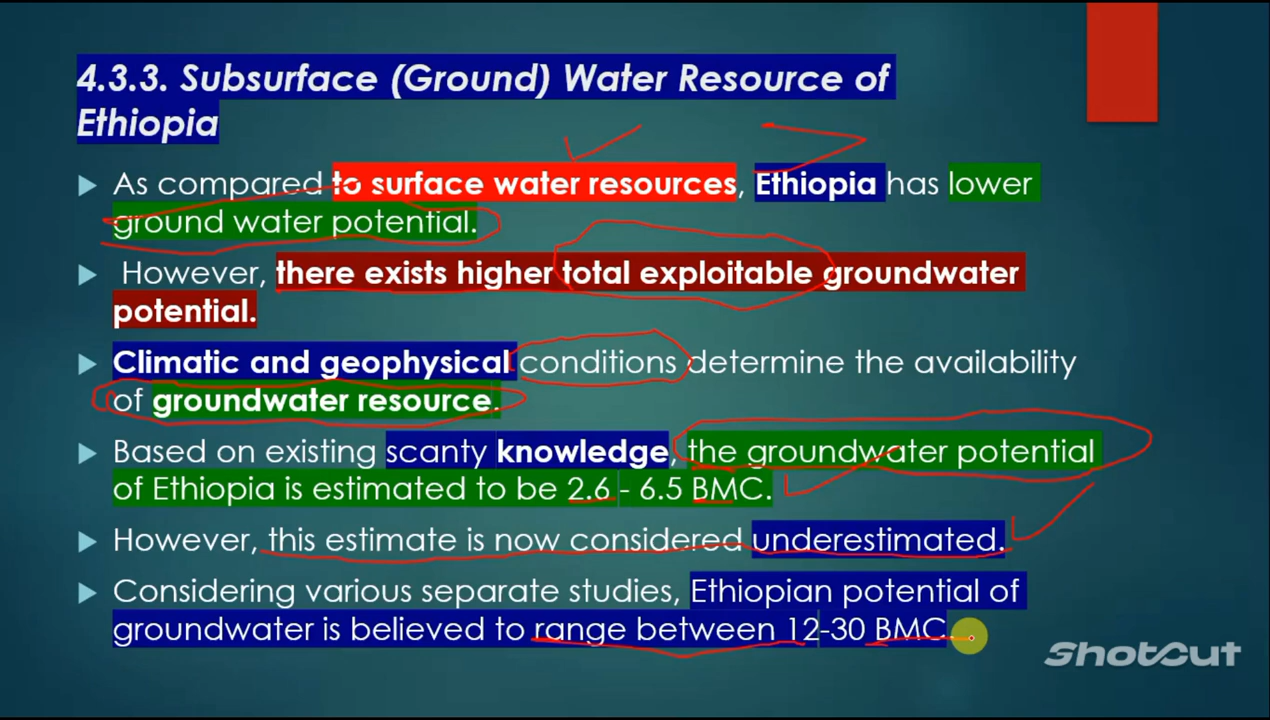 4.3.3. Subsurface (Ground) Water Resource of
Ethiopia
As compared to surface water resources, Ethiopia has lower
ground water potential.
However, there exists higher total exploitable groundwater
potential.
Climatic and geophysical conditions determine the availability
of groundwater resource.
Based on existing scanty knowledge, the groundwater potential
of Ethiopia is estimated to be 2.6 - 6.5 BMC.
However, this estimate is now considered underestimated.
Considering various separate studies, Ethiopian potential of
groundwater is believed to range between 12-30 BMC.
ShotCut